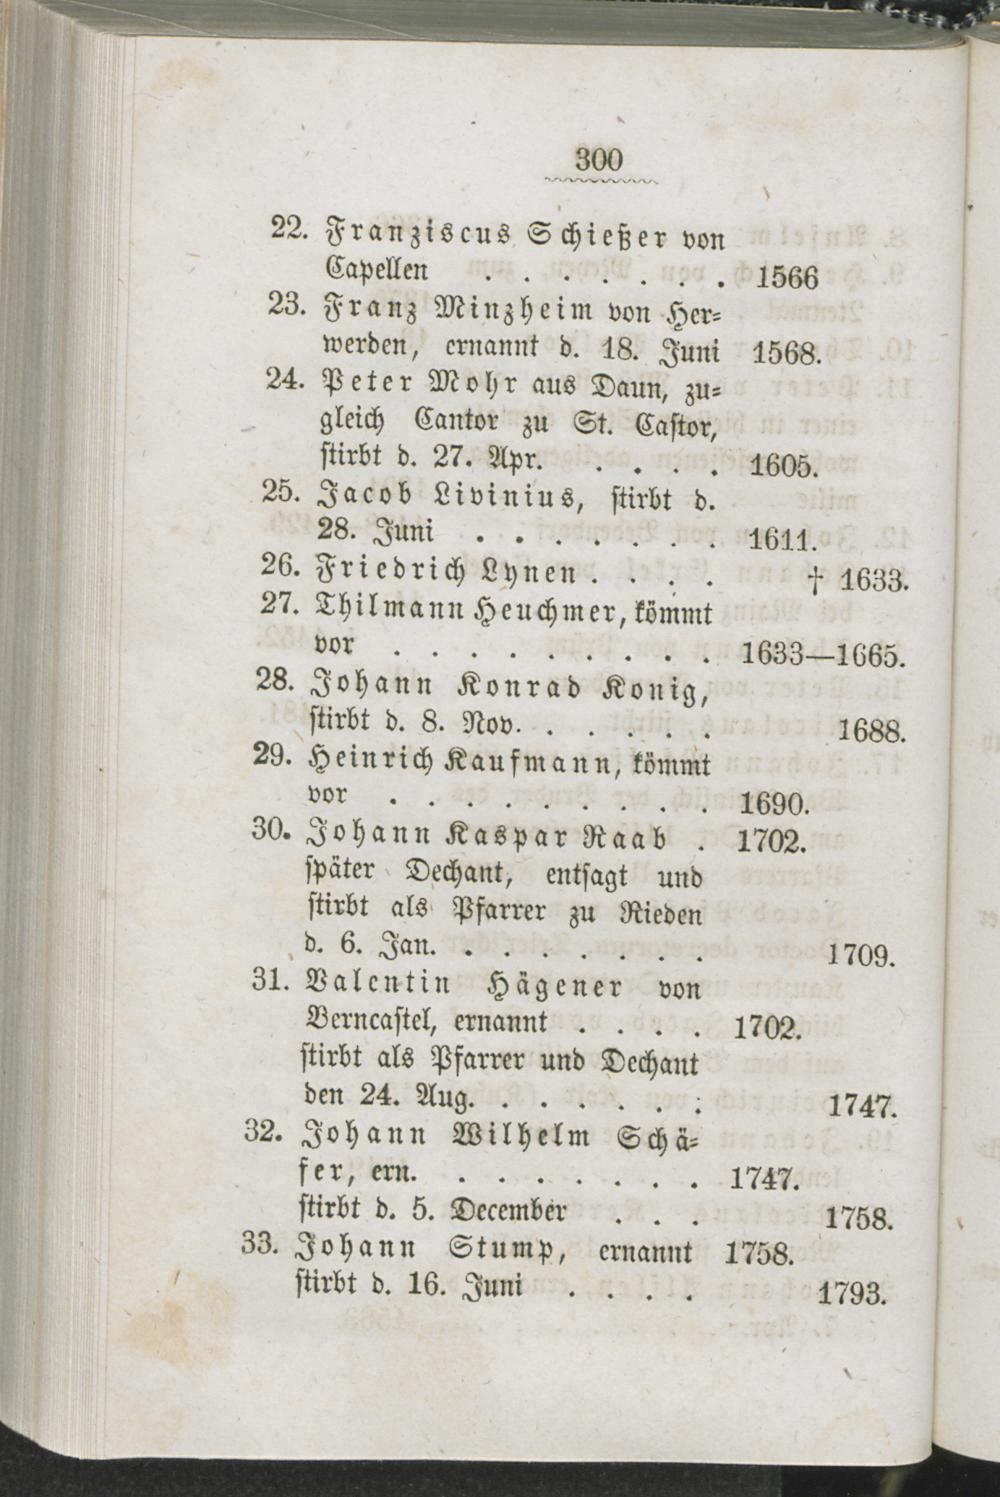 300
22. Franziscus Schießer von
Capellen . . . . . . . 1566
23. Franz Minzheim von Her-
werden, ernannt d. 18. Juni 1568.
24. Peter Mohr aus Daun, zu-
gleich Cantor zu St. Castor,
stirbt d. 27. Apr. . . . . 1605.
25. Jacob Livinius, stirbt d.
28. Juni . . . . . . . 1611.
26. Friedrich Lynen . . . . † 1633.
27. Thilmann Heuchmer, kömmt
vor . . . . . . . . . 1633—1665.
28. Johann Konrad Konig,
stirbt d. 8. Nov. . . . . . 1688.
29. Heinrich Kaufmann, kömmt
vor . . . . . . . . . 1690.
30. Johann Kaspar Raab . 1702.
später Dechant, entsagt und
stirbt als Pfarrer zu Rieden
d. 6. Jan. . . . . . . . 1709.
31. Valentin Hägener von
Berncastel, ernannt . . . . 1702.
stirbt als Pfarrer und Dechant
den 24. Aug. . . . . . : 1747.
32. Johann Wilhelm Schä-
fer, ern. . . . . . . . 1747.
stirbt d. 5. December . . . 1758.
33. Johann Stump, ernannt 1758.
stirbt d. 16. Juni . . . . 1793.